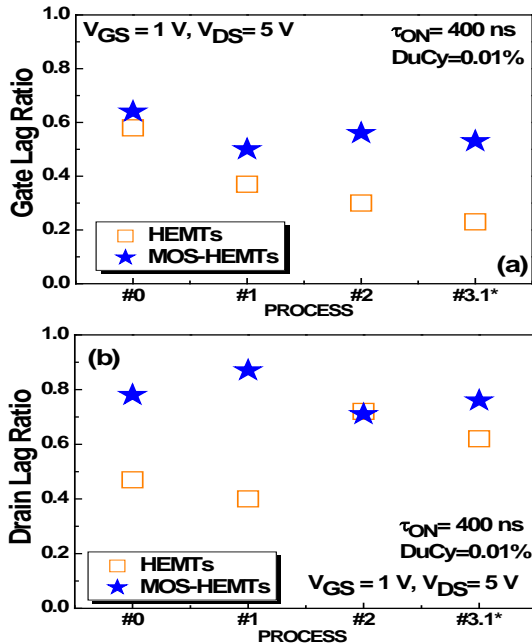 V_GS = 1 V, V_DS= 5 V
τ_ON= 400 ns
DuCy=0.01%
1.0
0.8
0.6
0.4
0.2
0.0
Gate Lag Ratio
HEMTs
MOS-HEMTs
(a)
#0 #1 #2 #3.1*
PROCESS
(b)
1.0
0.8
0.6
0.4
0.2
0.0
Drain Lag Ratio
τ_ON= 400 ns
DuCy=0.01%
HEMTs
MOS-HEMTs
V_GS = 1 V, V_DS= 5 V
#0 #1 #2 #3.1*
PROCESS